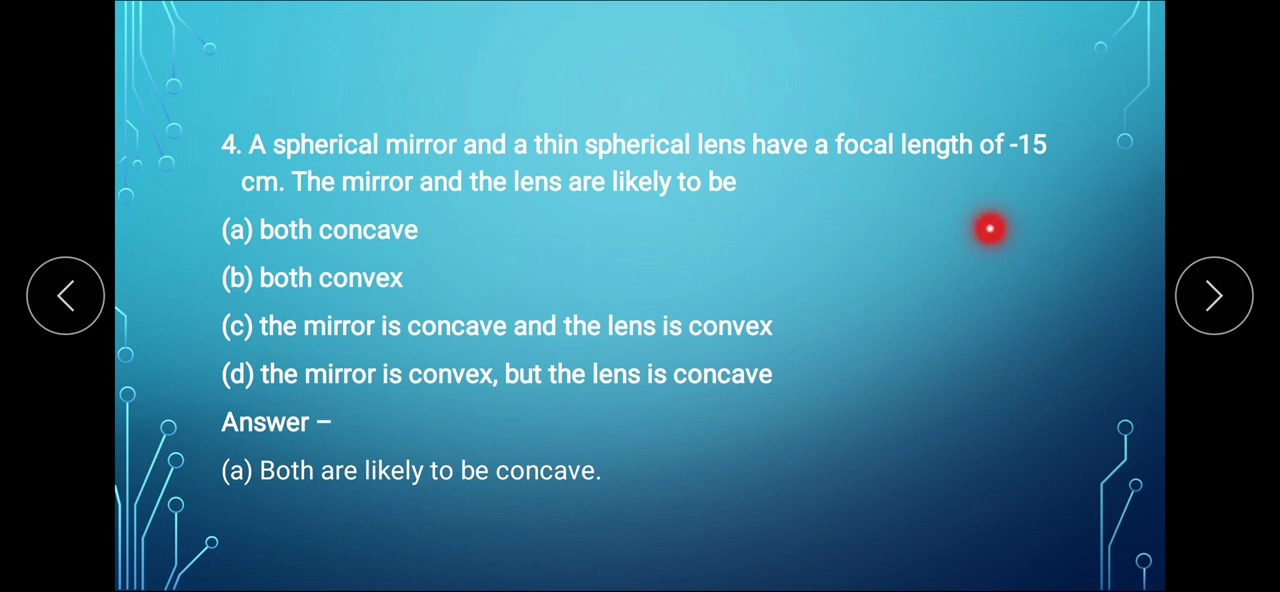 4. A spherical mirror and a thin spherical lens have a focal length of -15
cm. The mirror and the lens are likely to be
(a) both concave
(b) both convex
(c) the mirror is concave and the lens is convex
(d) the mirror is convex, but the lens is concave
Answer –
(a) Both are likely to be concave.